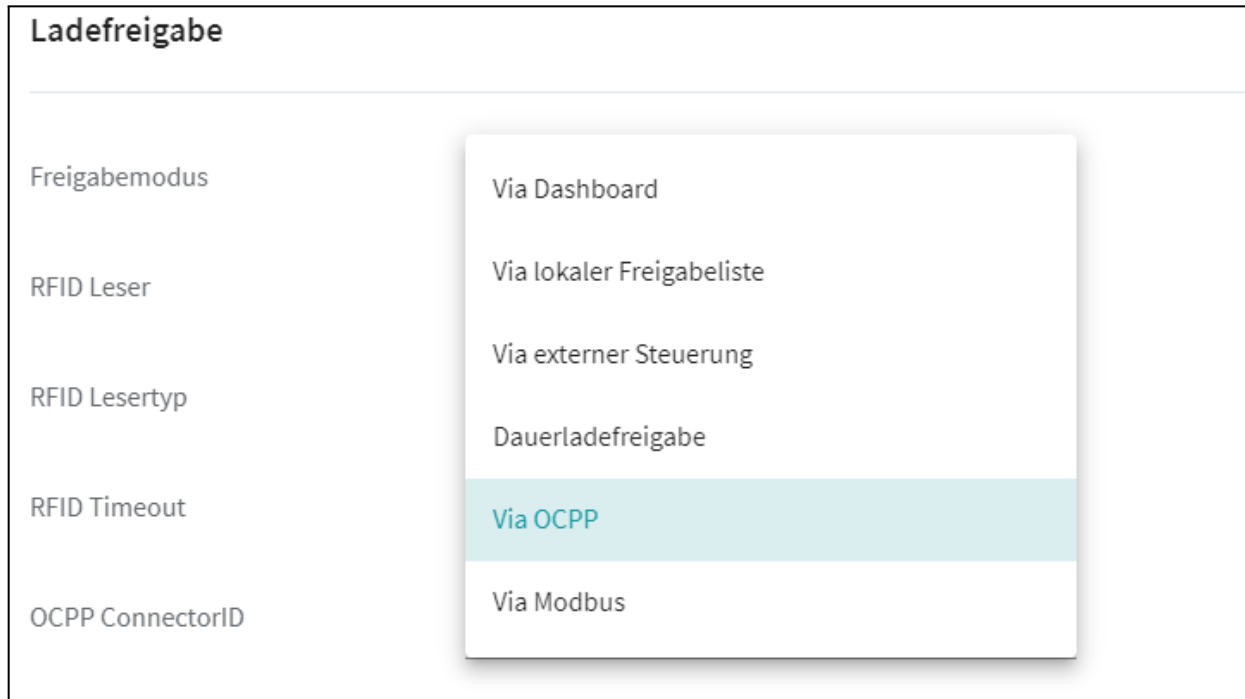 Ladefreigabe
Freigabemodus
Via Dashboard
Via lokaler Freigabeliste
RFID Leser
Via externer Steuerung
RFID Lesertyp
Dauerladefreigabe
RFID Timeout
Via OCPP
Via Modbus
OCPP ConnectorID